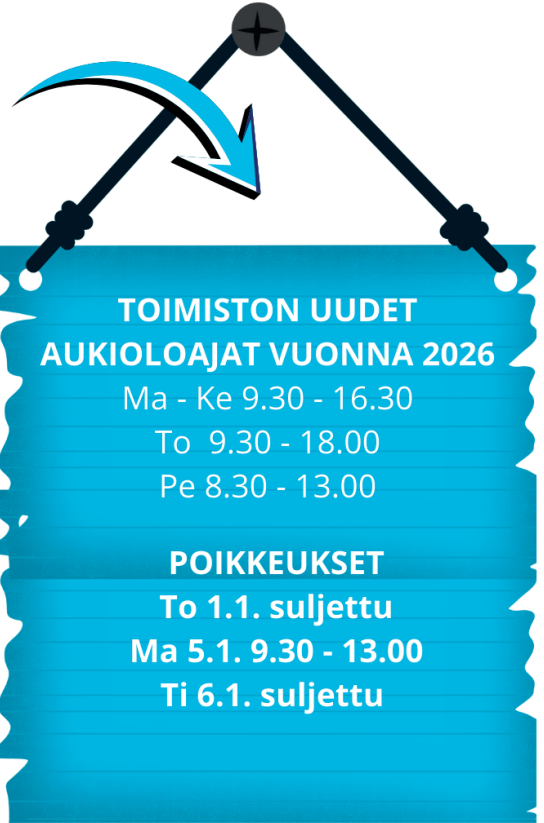 TOIMISTON UUDET
AUKIOLOAJAT VUONNA 2026
Ma - Ke 9.30 - 16.30
To 9.30 - 18.00
Pe 8.30 - 13.00
POIKKEUKSET
To 1.1. suljettu
Ma 5.1. 9.30 - 13.00
Ti 6.1. suljettu